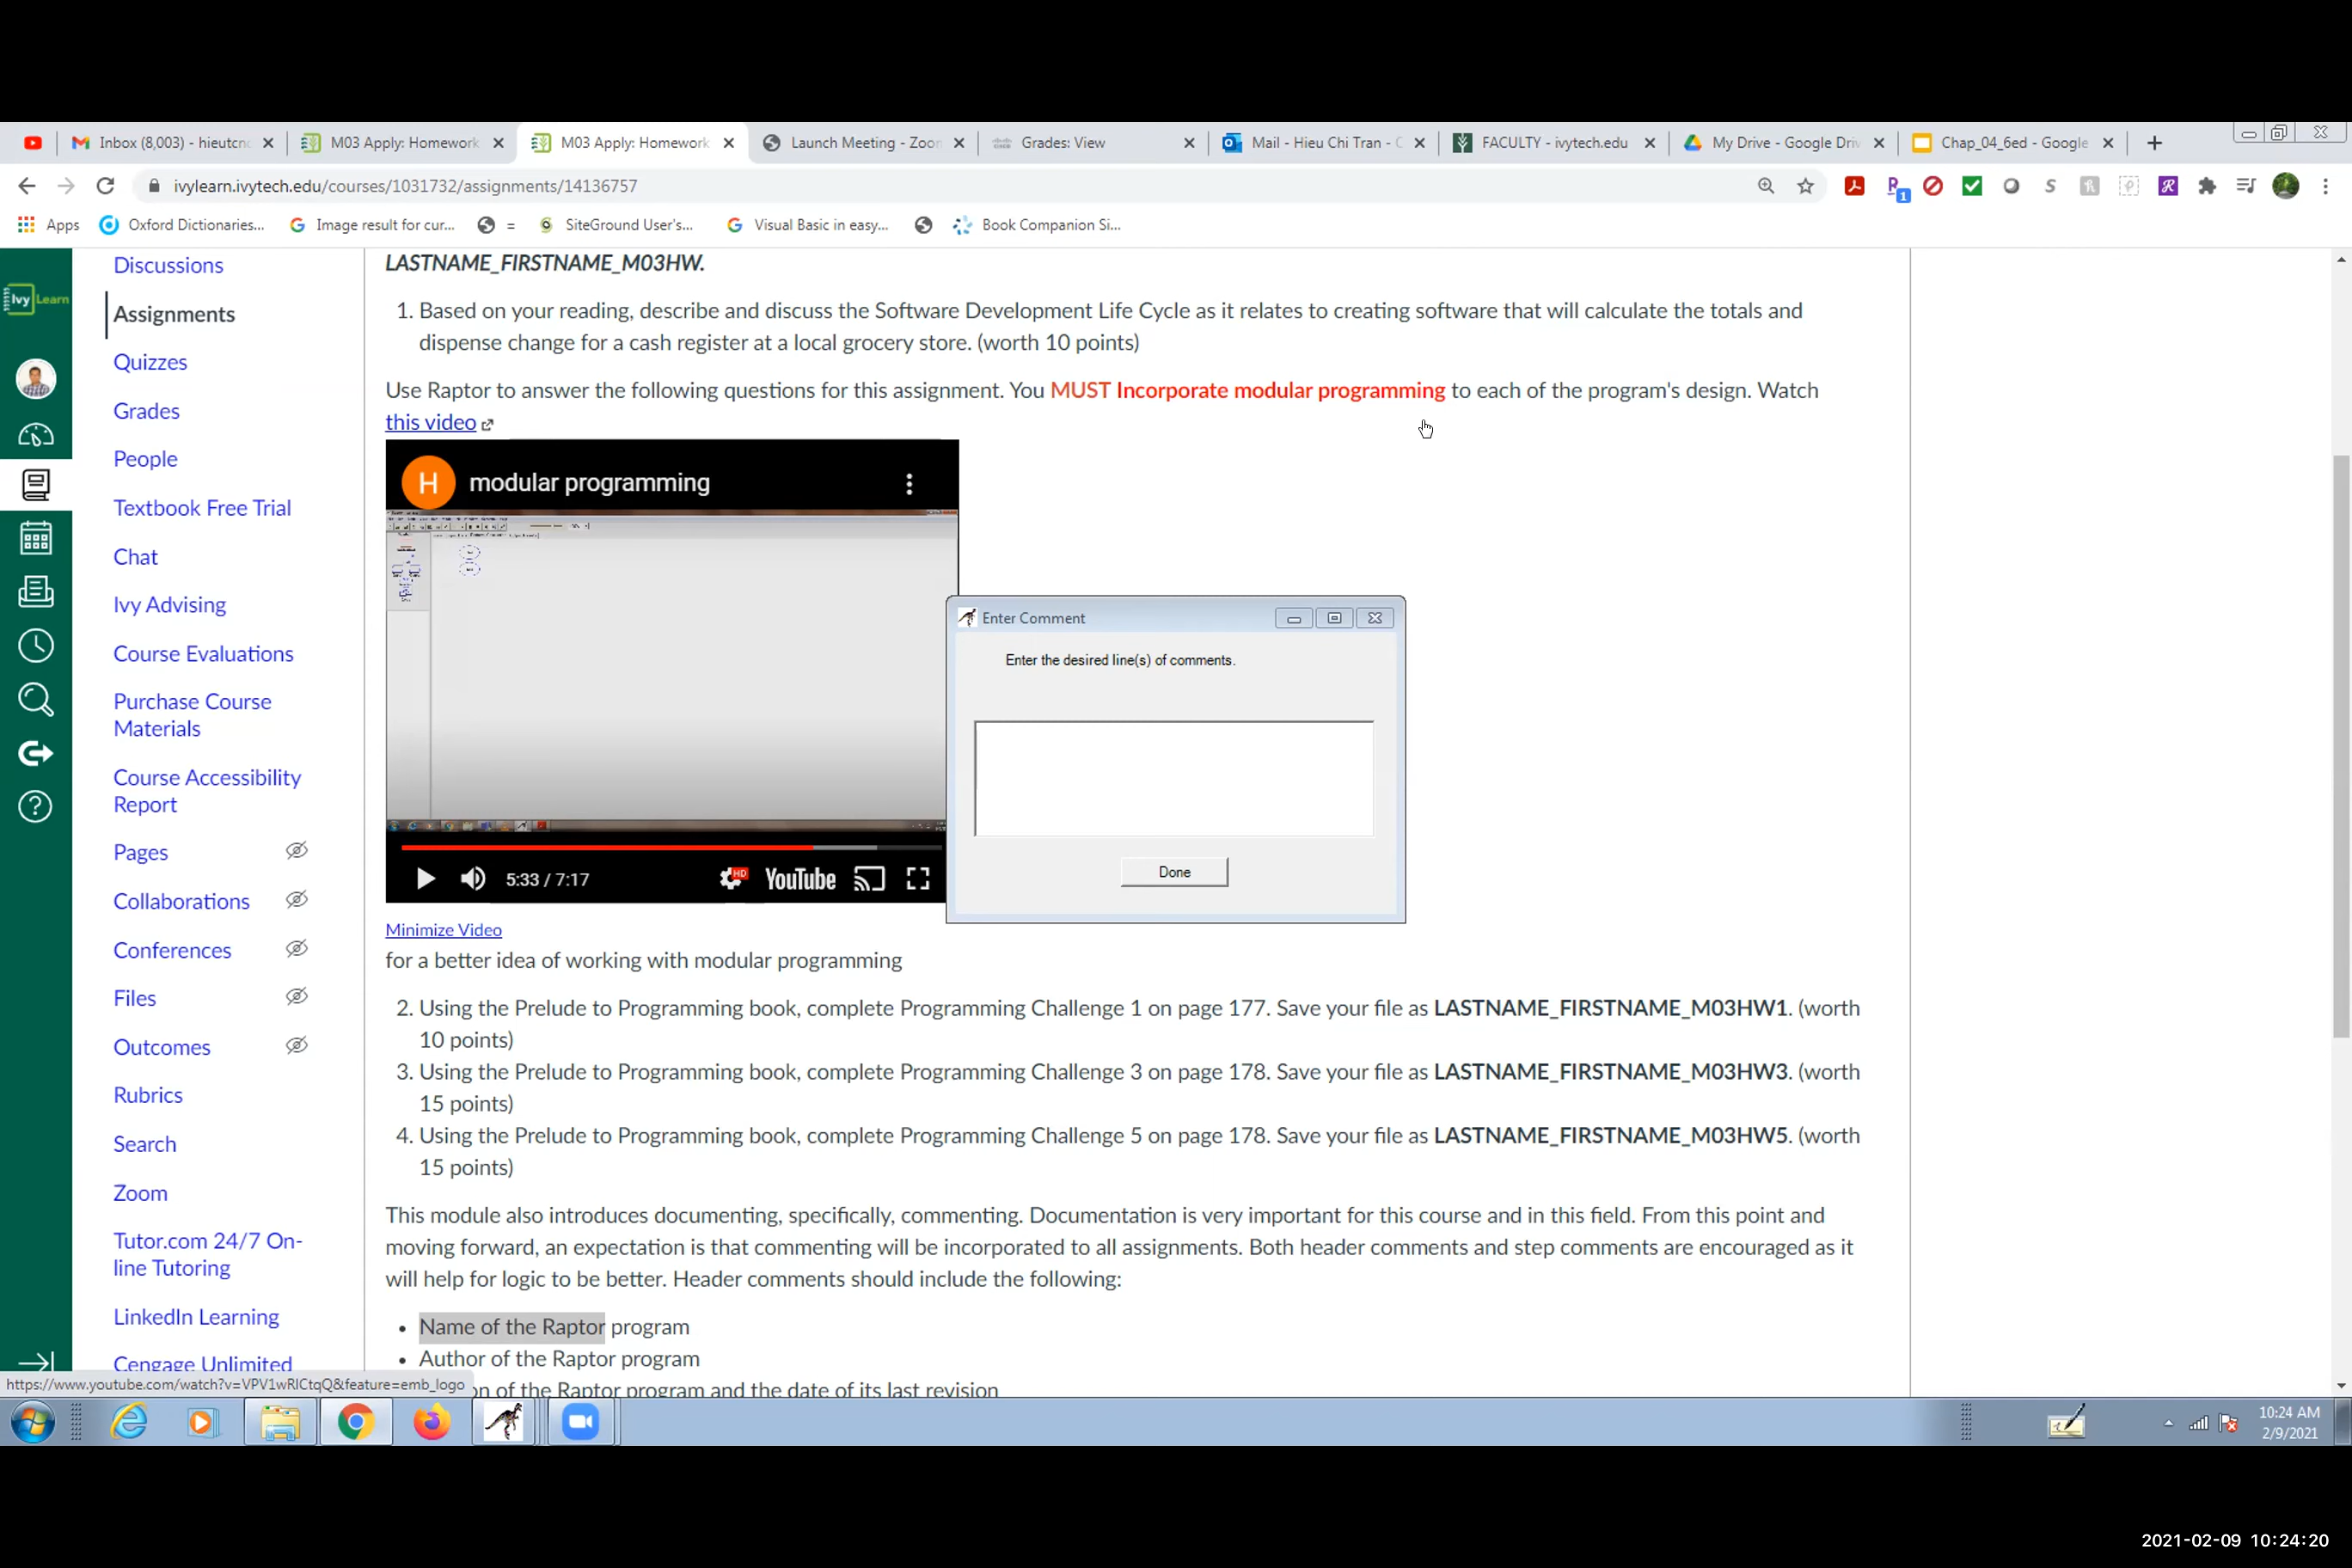 Inbox (8,003) - hieutcn
M03 Apply: Homework
M03 Apply: Homework
Launch Meeting - Zoom
Grades: View
Mail - Hieu Chi Tran - C
FACULTY - ivytech.edu
My Drive - Google Driv
Chap_04_6ed - Google
ivylearn.ivytech.edu/courses/1031732/assignments/14136757
1
Apps
Oxford Dictionaries...
Image result for cur...
=
SiteGround User's...
Visual Basic in easy...
Book Companion Si...
Ivy Learn
Discussions
Assignments
Quizzes
Grades
People
Textbook Free Trial
Chat
Ivy Advising
Course Evaluations
Purchase Course
Materials
Course Accessibility
Report
Pages
Collaborations
Conferences
Files
Outcomes
Rubrics
Search
Zoom
Tutor.com 24/7 On-
line Tutoring
LinkedIn Learning
Cengage Unlimited
LASTNAME_FIRSTNAME_M03HW.
1. Based on your reading, describe and discuss the Software Development Life Cycle as it relates to creating software that will calculate the totals and
dispense change for a cash register at a local grocery store. (worth 10 points)
Use Raptor to answer the following questions for this assignment. You MUST Incorporate modular programming to each of the program's design. Watch
this video
H modular programming
5:33 / 7:17
HD
YouTube
Enter Comment
Enter the desired line(s) of comments.
Done
Minimize Video
for a better idea of working with modular programming
2. Using the Prelude to Programming book, complete Programming Challenge 1 on page 177. Save your file as LASTNAME_FIRSTNAME_M03HW1. (worth
10 points)
3. Using the Prelude to Programming book, complete Programming Challenge 3 on page 178. Save your file as LASTNAME_FIRSTNAME_M03HW3. (worth
15 points)
4. Using the Prelude to Programming book, complete Programming Challenge 5 on page 178. Save your file as LASTNAME_FIRSTNAME_M03HW5. (worth
15 points)
This module also introduces documenting, specifically, commenting. Documentation is very important for this course and in this field. From this point and
moving forward, an expectation is that commenting will be incorporated to all assignments. Both header comments and step comments are encouraged as it
will help for logic to be better. Header comments should include the following:
• Name of the Raptor program
• Author of the Raptor program
on of the Raptor program and the date of its last revision
https://www.youtube.com/watch?v=VPV1wRICtqQ&feature=emb_logo
10:24 AM
2/9/2021
2021-02-09 10:24:20